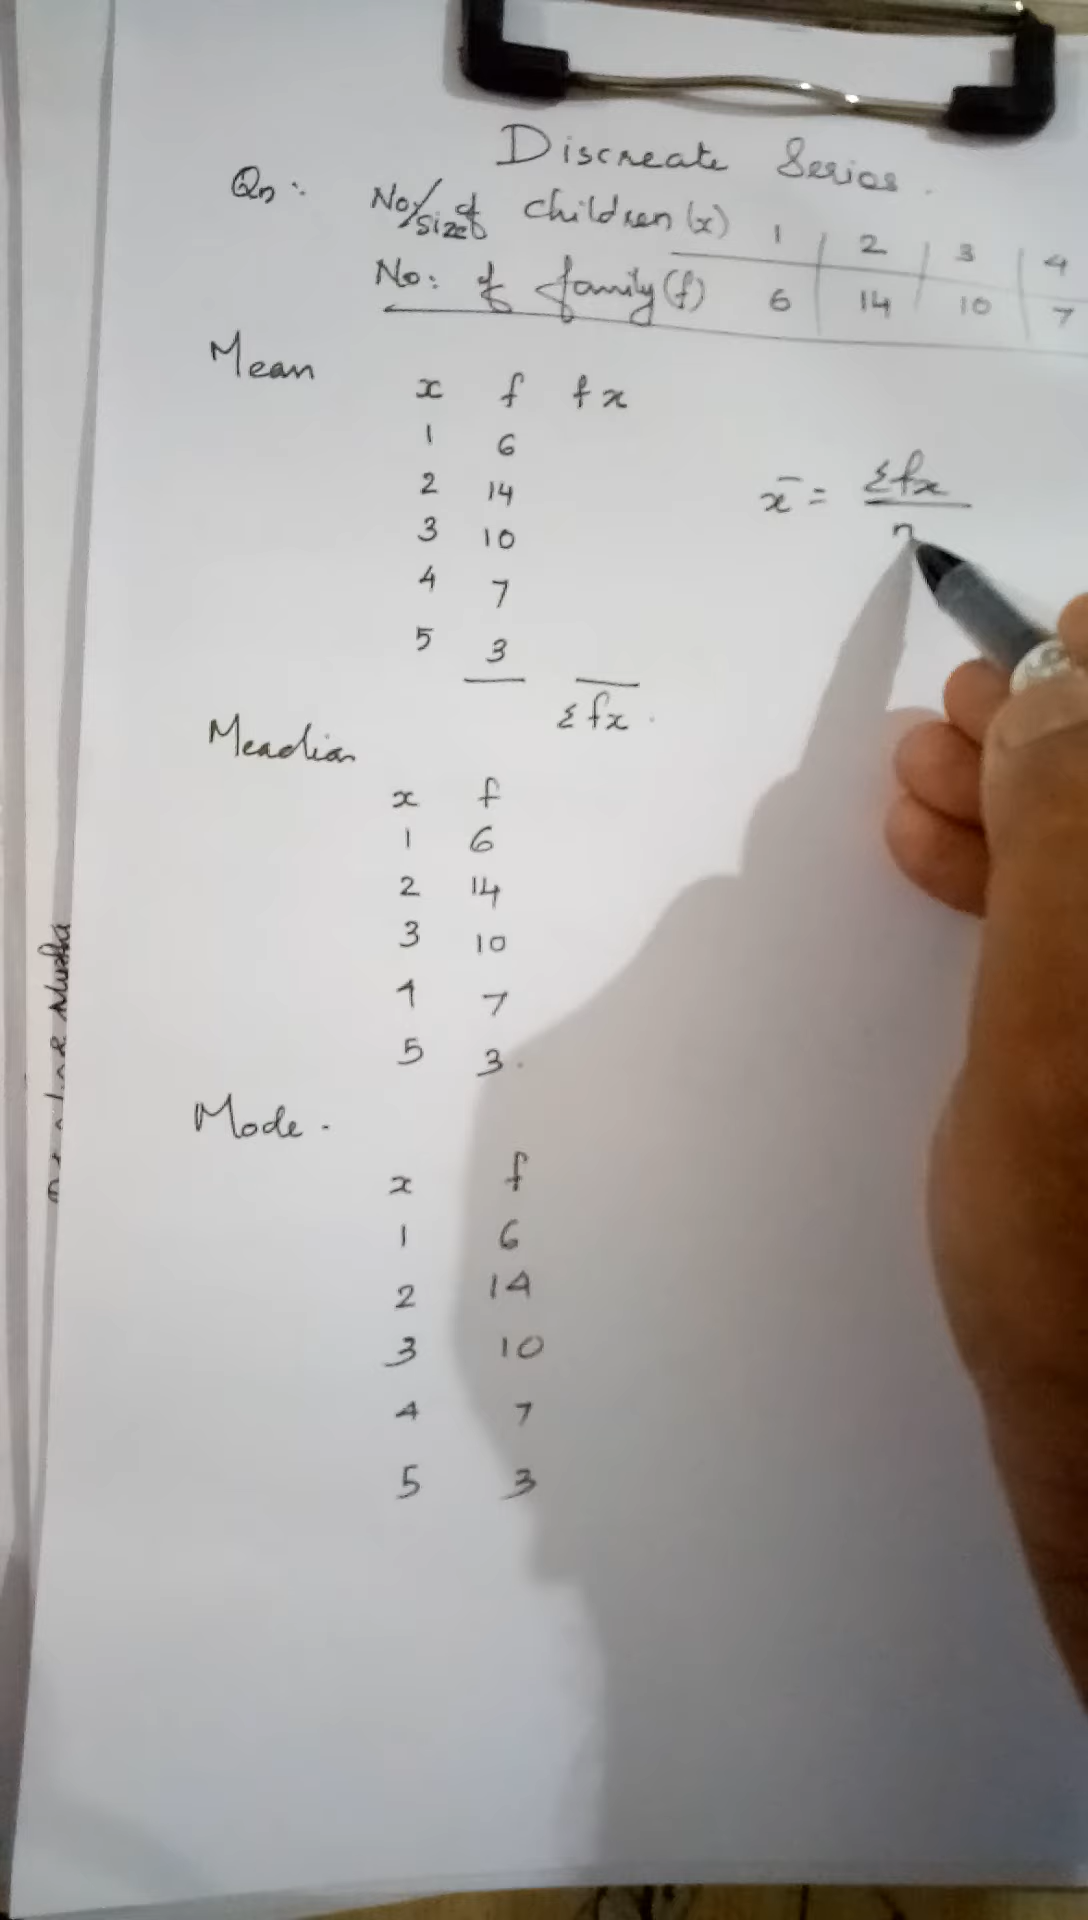 Discreate Series.
Qn: No/size of children (x) 1 2 3 4
No: of family (f) 6 14 10 7
Mean
x f fx
1 6
2 14
3 10
4 7
5 3
Σfx.
x̄ = Σfx
n
Meadian
x f
1 6
2 14
3 10
4 7
5 3.
Mode.
x f
1 6
2 14
3 10
4 7
5 3